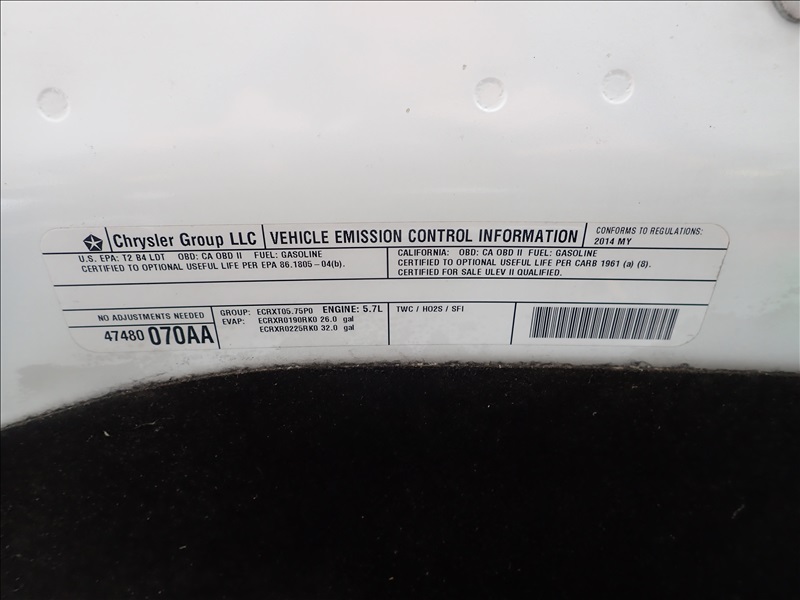 Chrysler Group LLC
VEHICLE EMISSION CONTROL INFORMATION
CONFORMS TO REGULATIONS:
2014 MY
U.S. EPA: T2 B4 LDT OBD: CA OBD II FUEL: GASOLINE
CERTIFIED TO OPTIONAL USEFUL LIFE PER EPA 86.1805-04(b).
CALIFORNIA: OBD: CA OBD II FUEL: GASOLINE
CERTIFIED TO OPTIONAL USEFUL LIFE PER CARB 1961 (a) (8).
CERTIFIED FOR SALE ULEV II QUALIFIED.
NO ADJUSTMENTS NEEDED
47480 070AA
GROUP: ECRXT05.75P0 ENGINE: 5.7L
EVAP: ECRXR0190RK0 26.0 gal
ECRXR0225RK0 32.0 gal
TWC / HO2S / SFI